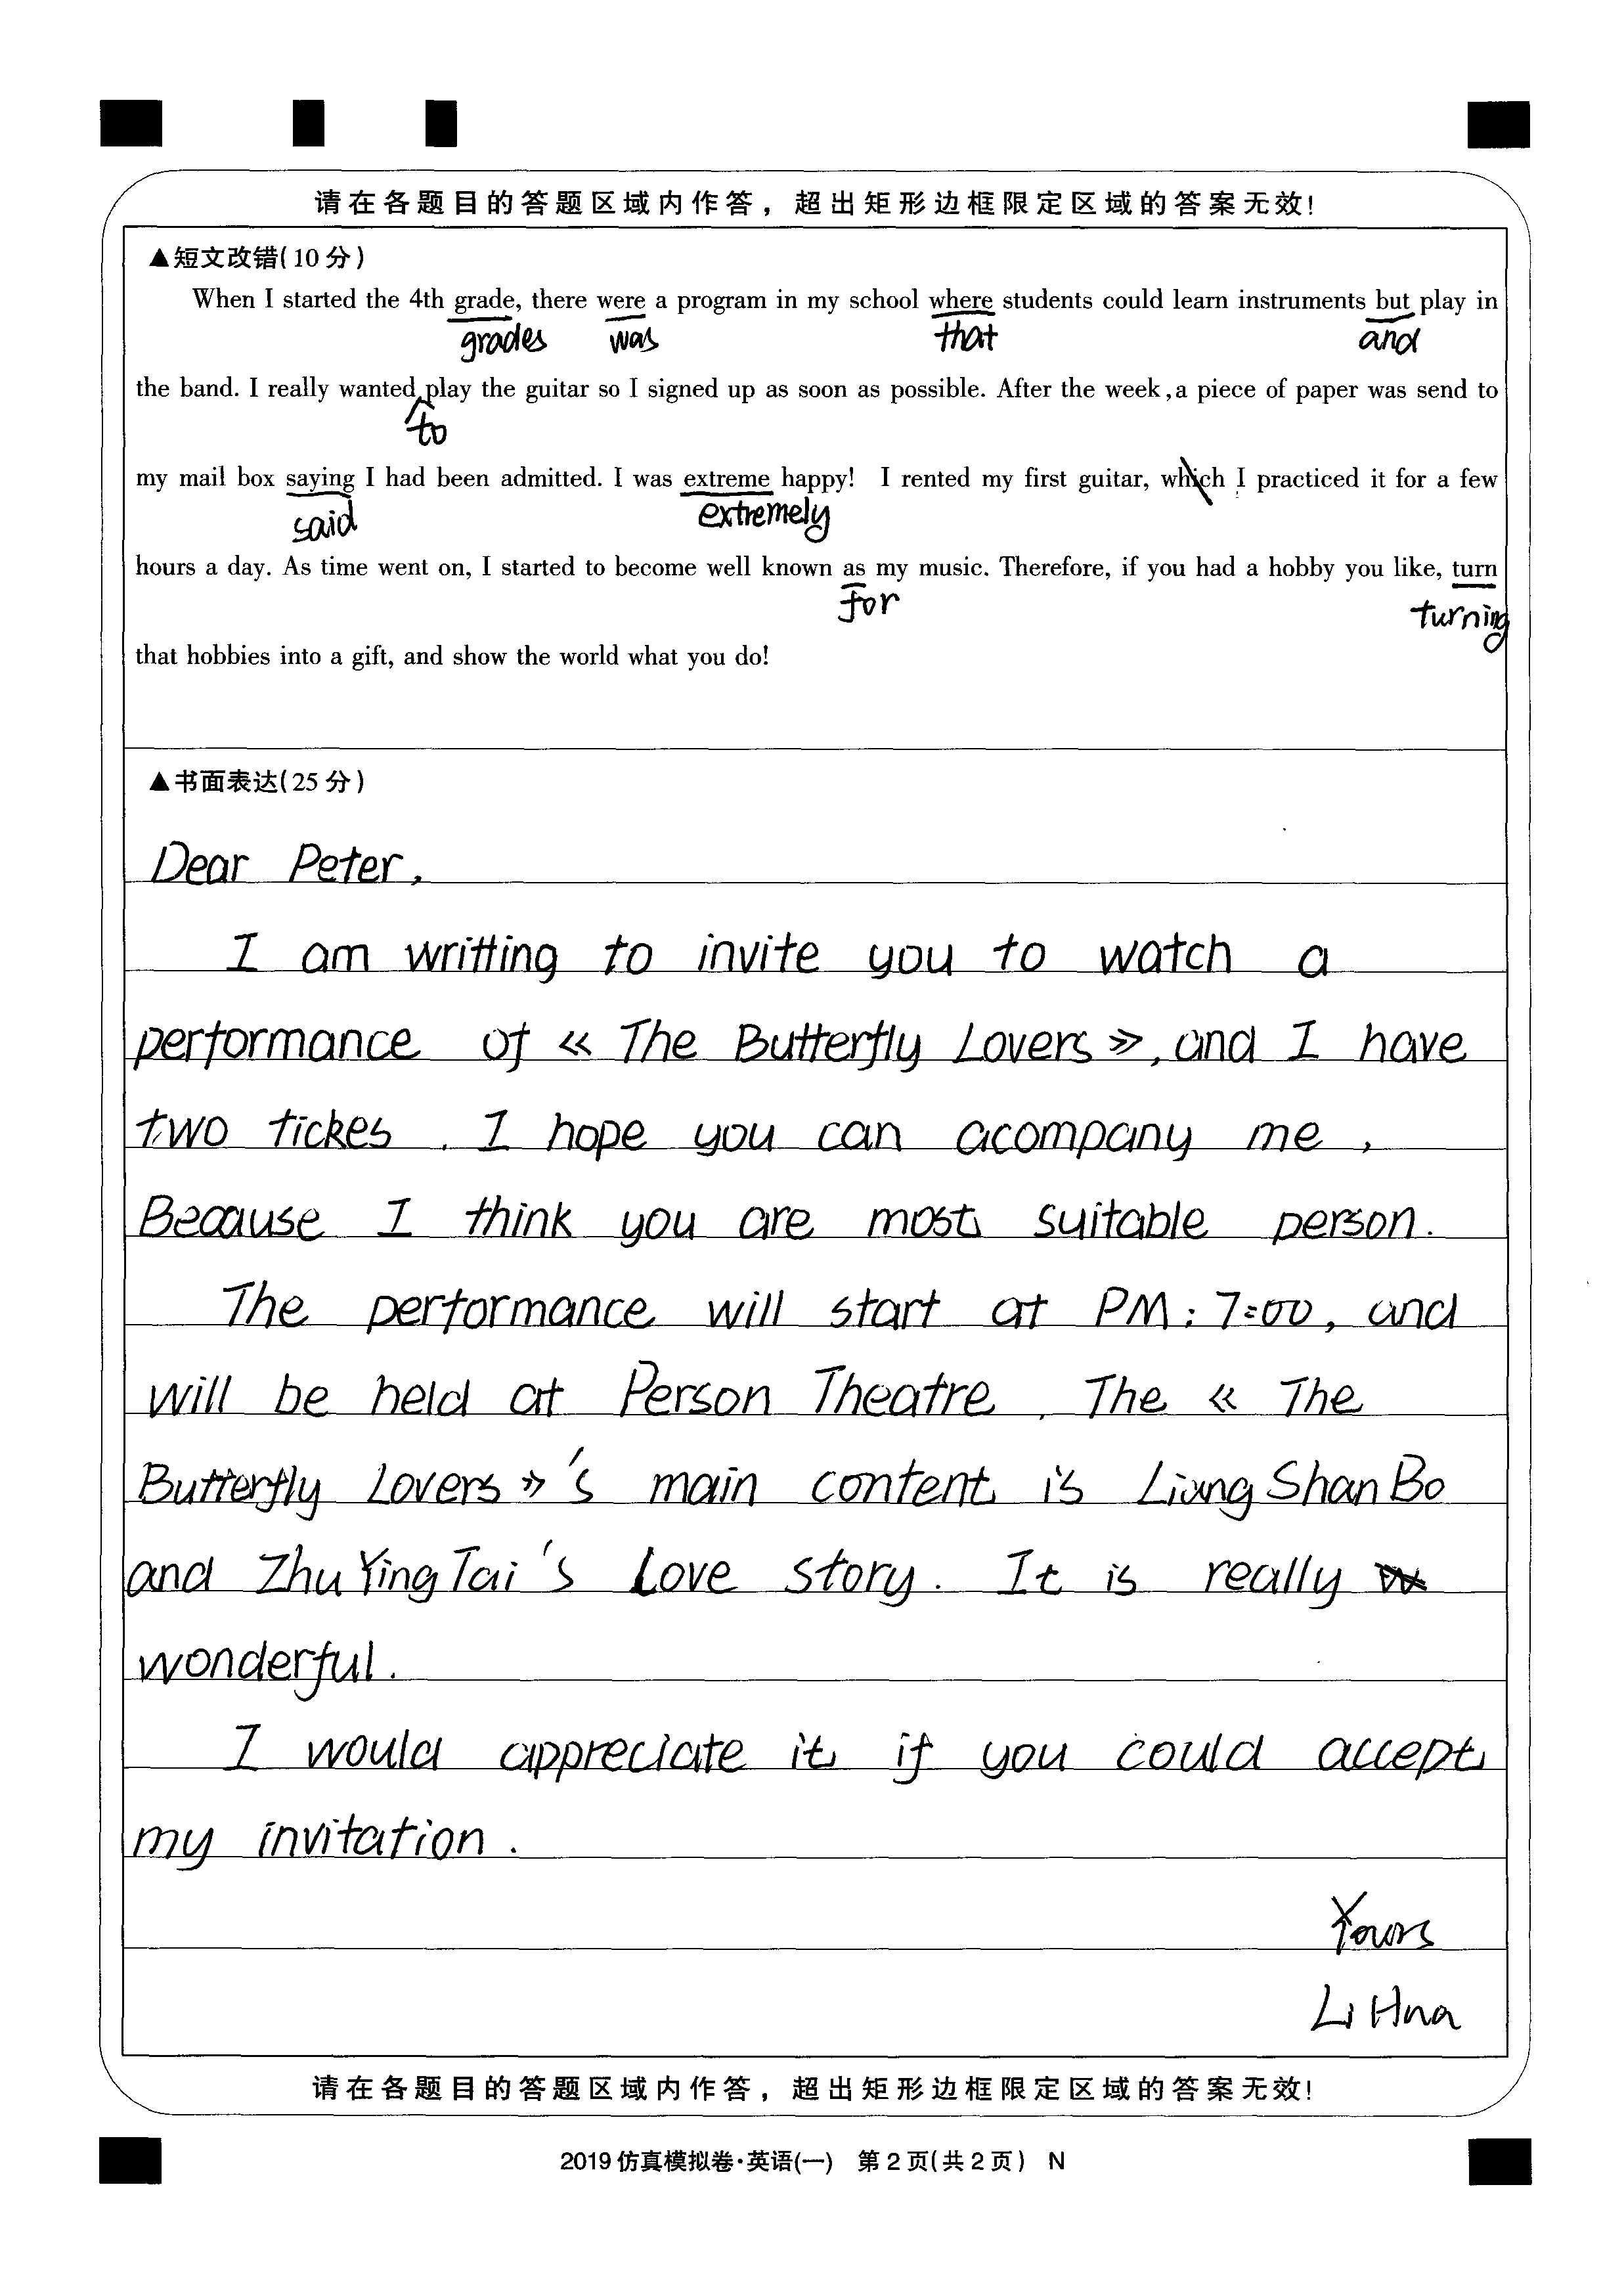 请在各题目的答题区域内作答，超出矩形边框限定区域的答案无效!
▲短文改错(10分)
When I started the 4th grade, there were a program in my school where students could learn instruments but play in
grades was that and
the band. I really wanted play the guitar so I signed up as soon as possible. After the week,a piece of paper was send to
to
my mail box saying I had been admitted. I was extreme happy! I rented my first guitar, which I practiced it for a few
said extremely
hours a day. As time went on, I started to become well known as my music. Therefore, if you had a hobby you like, turn
for turning
that hobbies into a gift, and show the world what you do!
▲书面表达(25分)
Dear Peter,
I am writting to invite you to watch a
performance of « The Butterfly Lovers », and I have
two tickes . I hope you can acompany me ,
Because I think you are most suitable person.
The performance will start at PM : 7:00, and
will be held at Person Theatre . The « The
Butterfly Lovers »'s main content is Liang Shan Bo
and Zhu Ying Tai's Love story. It is really
wonderful.
I would appreciate it if you could accept
my invitation .
Yours
Li Hua
请在各题目的答题区域内作答，超出矩形边框限定区域的答案无效!
2019仿真模拟卷·英语(一) 第2页(共2页) N